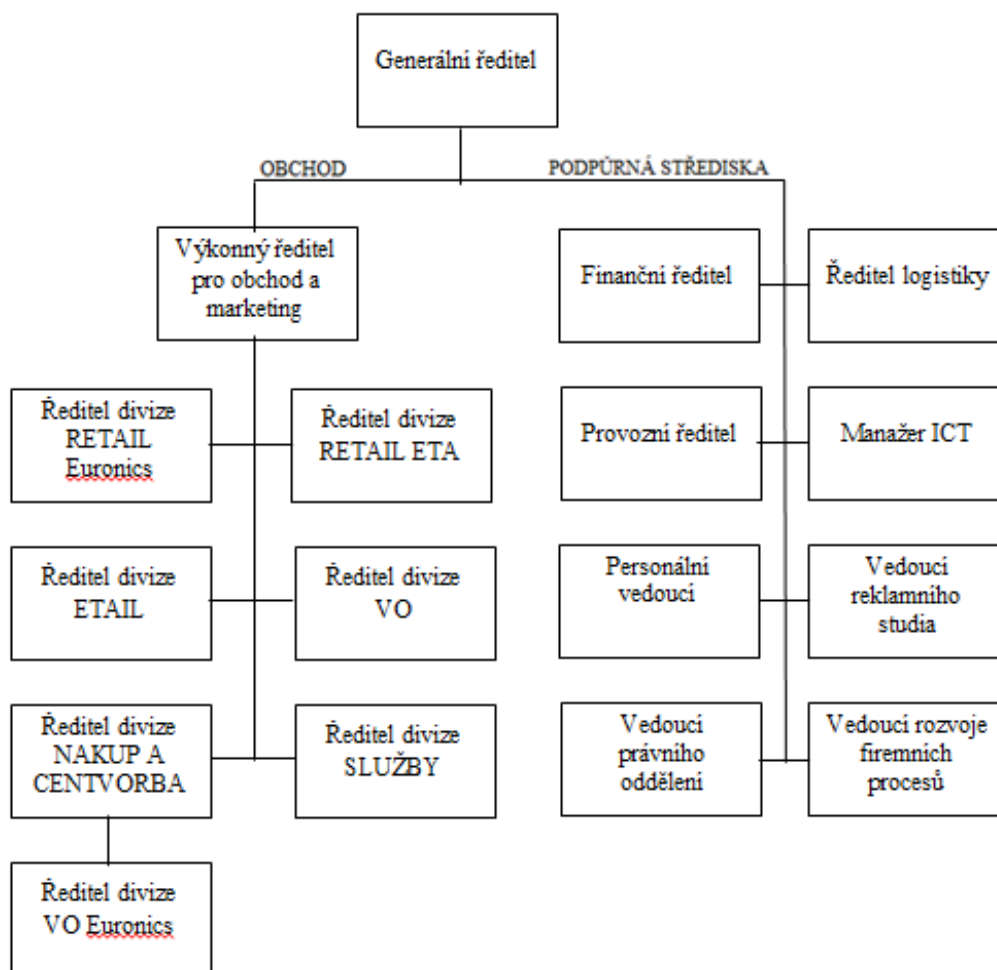 Generální ředitel
OBCHOD
PODPŮRNÁ STŘEDISKA
Výkonný ředitel
pro obchod a
marketing
Finanční ředitel
Ředitel logistiky
Ředitel divize
RETAIL
Euronics
Ředitel divize
RETAIL ETA
Provozní ředitel
Manažer ICT
Ředitel divize
ETAIL
Ředitel divize
VO
Personální
vedoucí
Vedoucí
reklamního
studia
Ředitel divize
NAKUP A
CENTVORBA
Ředitel divize
SLUŽBY
Vedoucí
právního
oddělení
Vedoucí rozvoje
firemních
procesů
Ředitel divize
VO Euronics